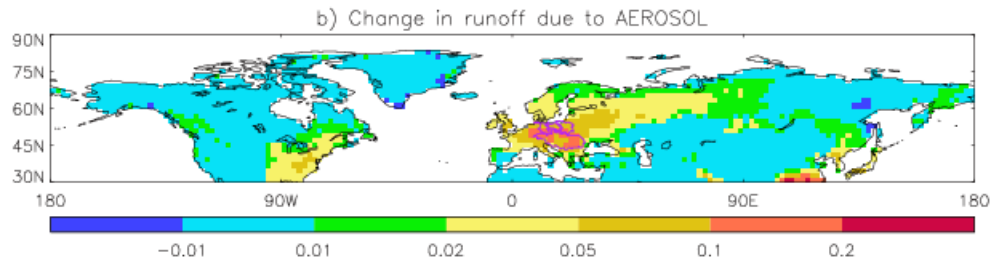 b) Change in runoff due to AEROSOL
90N
75N
60N
45N
30N
180 90W 0 90E 180
−0.01 0.01 0.02 0.05 0.1 0.2